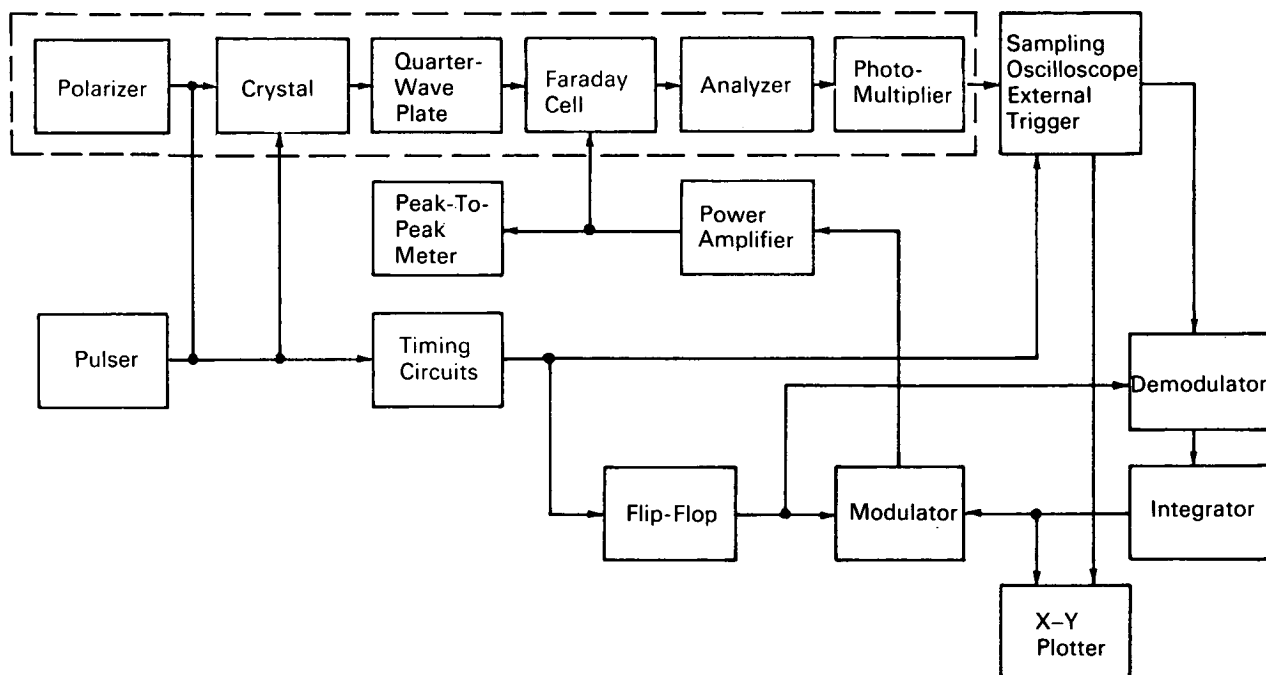 Polarizer
Crystal
Quarter-
Wave
Plate
Faraday
Cell
Analyzer
Photo-
Multiplier
Sampling
Oscilloscope
External
Trigger
Peak-To-
Peak
Meter
Power
Amplifier
Pulser
Timing
Circuits
Demodulator
Flip-Flop
Modulator
Integrator
X–Y
Plotter